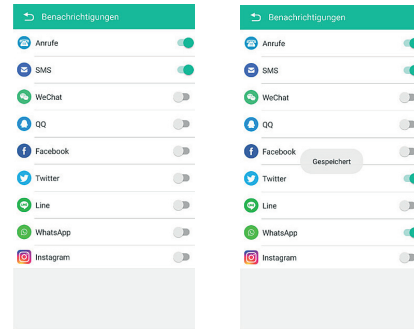 Benachrichtigungen
Anrufe
SMS
WeChat
QQ
Facebook
Twitter
Line
WhatsApp
Instagram
Benachrichtigungen
Anrufe
SMS
WeChat
QQ
Facebook
Gespeichert
Twitter
Line
WhatsApp
Instagram